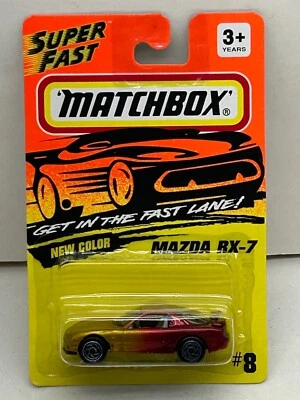 SUPER
FAST
3+
YEARS
'MATCHBOX'®
GET IN THE FAST LANE!
NEW COLOR
MAZDA RX-7
#8